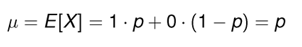 μ = E[X] = 1 · p + 0 · (1 − p) = p